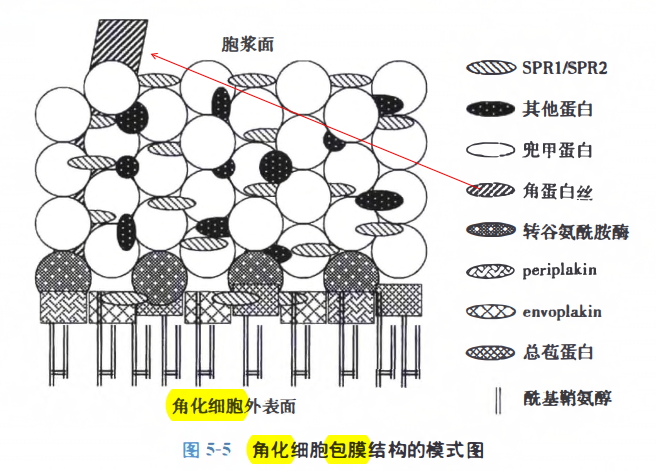 胞浆面
SPR1/SPR2
其他蛋白
兜甲蛋白
角蛋白丝
转谷氨酰胺酶
periplakin
envoplakin
总苞蛋白
酰基鞘氨醇
角化细胞外表面
图 5-5 角化细胞包膜结构的模式图